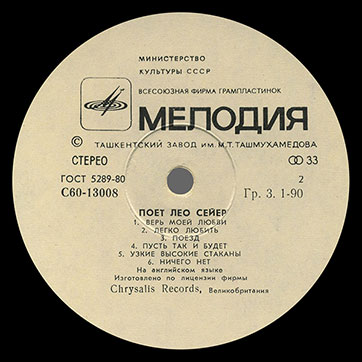 МИНИСТЕРСТВО
КУЛЬТУРЫ СССР
ВСЕСОЮЗНАЯ ФИРМА ГРАМПЛАСТИНОК
МЕЛОДИЯ
© ТАШКЕНТСКИЙ ЗАВОД ИМ. М.Т. ТАШМУХАМЕДОВА
СТЕРЕО 33
ГОСТ 5289-80 2
С60-13008 Гр. 3. 1-90
ПОЕТ ЛЕО СЕЙЕР
1. ВЕРЬ МОЕЙ ЛЮБВИ
2. ЛЕГКО ЛЮБИТЬ
3. ПОЕЗД
4. ПУСТЬ ТАК И БУДЕТ
5. УЗКИЕ ВЫСОКИЕ СТАКАНЫ
6. НИЧЕГО НЕТ
На английском языке
Изготовлено по лицензии фирмы
Chrysalis Records, Великобритания